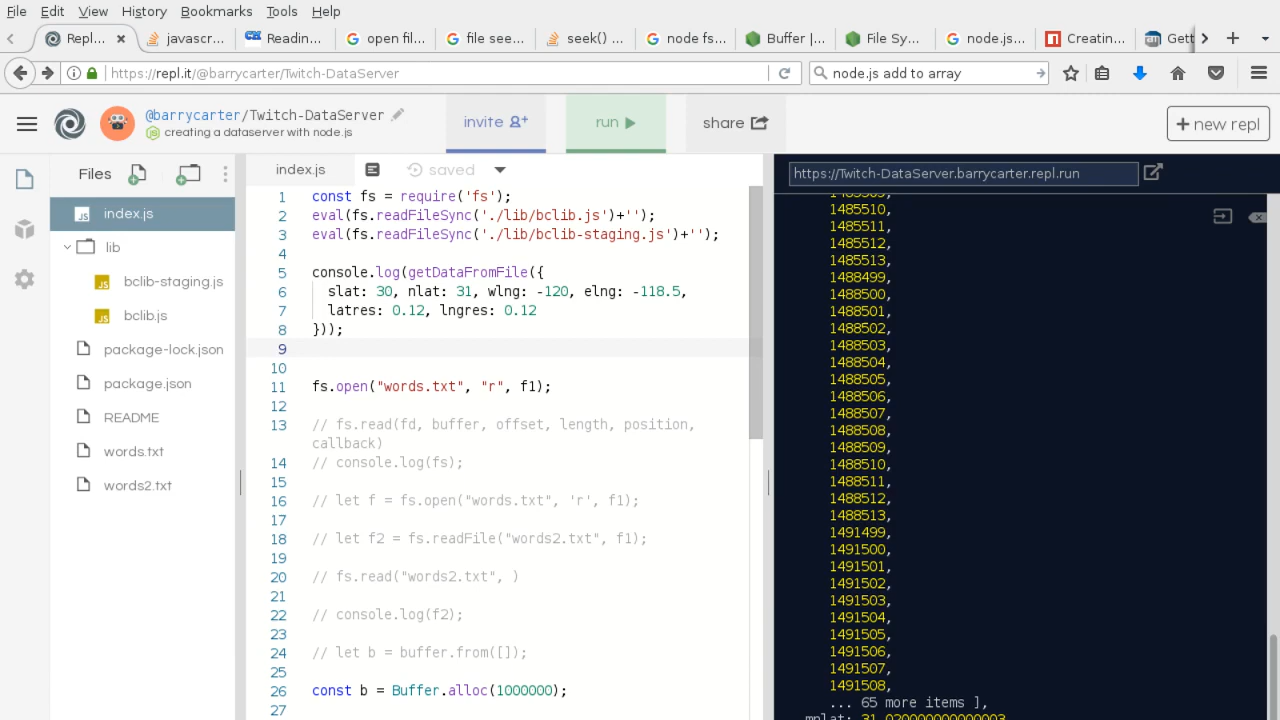 File Edit View History Bookmarks Tools Help
Repl... javascr... Readin... open fil... file see... seek() ... node fs... Buffer |... File Sy... node.js... Creatin... Gett
https://repl.it/@barrycarter/Twitch-DataServer
node.js add to array
@barrycarter/Twitch-DataServer
creating a dataserver with node.js
invite
run
share
+ new repl
Files
index.js
lib
bclib-staging.js
bclib.js
package-lock.json
package.json
README
words.txt
words2.txt
index.js
saved
1 const fs = require('fs');
2 eval(fs.readFileSync('./lib/bclib.js')+'');
3 eval(fs.readFileSync('./lib/bclib-staging.js')+'');
4
5 console.log(getDataFromFile({
6 slat: 30, nlat: 31, wlng: -120, elng: -118.5,
7 latres: 0.12, lngres: 0.12
8 }));
9
10
11 fs.open("words.txt", "r", f1);
12
13 // fs.read(fd, buffer, offset, length, position,
callback)
14 // console.log(fs);
15
16 // let f = fs.open("words.txt", 'r', f1);
17
18 // let f2 = fs.readFile("words2.txt", f1);
19
20 // fs.read("words2.txt", )
21
22 // console.log(f2);
23
24 // let b = buffer.from([]);
25
26 const b = Buffer.alloc(1000000);
27
https://Twitch-DataServer.barrycarter.repl.run
1485510,
1485511,
1485512,
1485513,
1488499,
1488500,
1488501,
1488502,
1488503,
1488504,
1488505,
1488506,
1488507,
1488508,
1488509,
1488510,
1488511,
1488512,
1488513,
1491499,
1491500,
1491501,
1491502,
1491503,
1491504,
1491505,
1491506,
1491507,
1491508,
... 65 more items ],
mnlat: 31.020000000000003